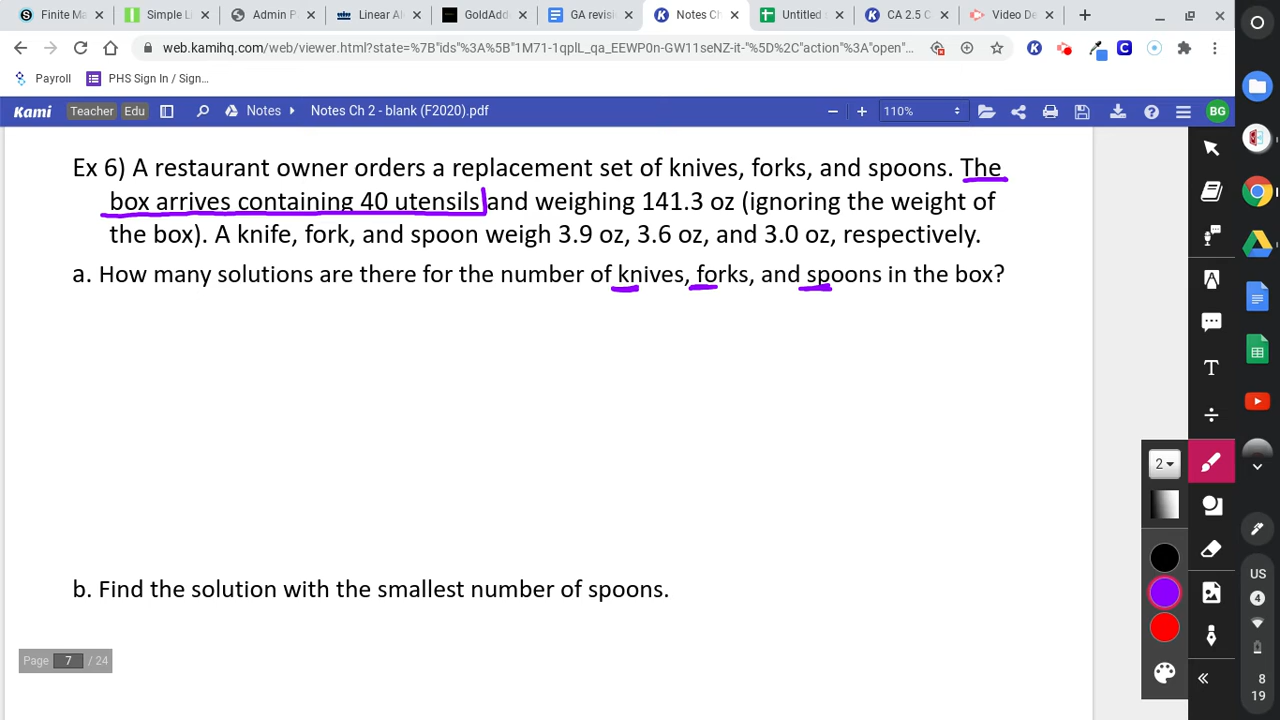 Finite Ma
Simple Li
Admin P
Linear Al
GoldAdd
GA revisi
Notes Ch
Untitled
CA 2.5 C
Video De
web.kamihq.com/web/viewer.html?state=%7B"ids"%3A%5B"1M71-1qplL_qa_EEWP0n-GW11seNZ-it-"%5D%2C"action"%3A"open"...
Payroll
PHS Sign In / Sign...
Kami Teacher Edu Notes Notes Ch 2 - blank (F2020).pdf 110% BG
Ex 6) A restaurant owner orders a replacement set of knives, forks, and spoons. The
box arrives containing 40 utensils and weighing 141.3 oz (ignoring the weight of
the box). A knife, fork, and spoon weigh 3.9 oz, 3.6 oz, and 3.0 oz, respectively.
a. How many solutions are there for the number of knives, forks, and spoons in the box?
b. Find the solution with the smallest number of spoons.
Page 7 / 24
T
2
US
4
8
19